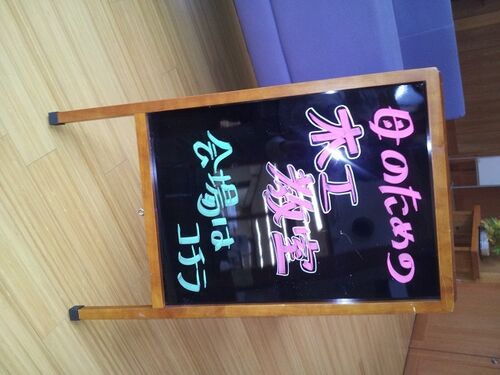 母のための
木工
教室
会場は
コチラ